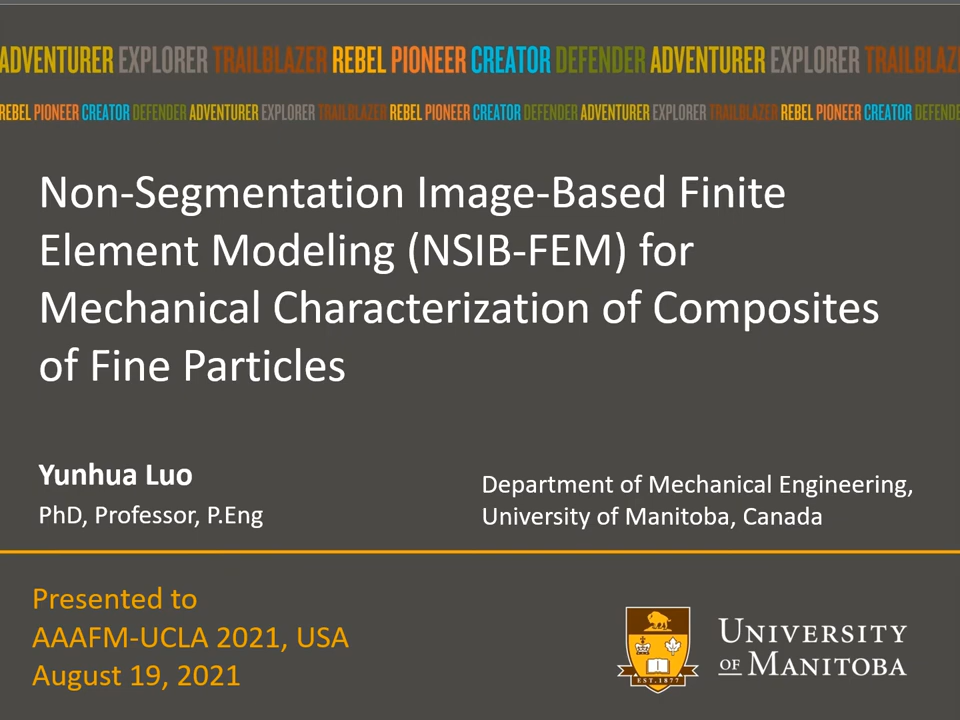 ADVENTURER EXPLORER TRAILBLAZER REBEL PIONEER CREATOR DEFENDER ADVENTURER EXPLORER TRAILBLAZ
REBEL PIONEER CREATOR DEFENDER ADVENTURER EXPLORER TRAILBLAZER REBEL PIONEER CREATOR DEFENDER ADVENTURER EXPLORER TRAILBLAZER REBEL PIONEER CREATOR DEFENDE
Non-Segmentation Image-Based Finite
Element Modeling (NSIB-FEM) for
Mechanical Characterization of Composites
of Fine Particles
Yunhua Luo
PhD, Professor, P.Eng
Department of Mechanical Engineering,
University of Manitoba, Canada
Presented to
AAAFM-UCLA 2021, USA
August 19, 2021
EST. 1877
UNIVERSITY
OF MANITOBA